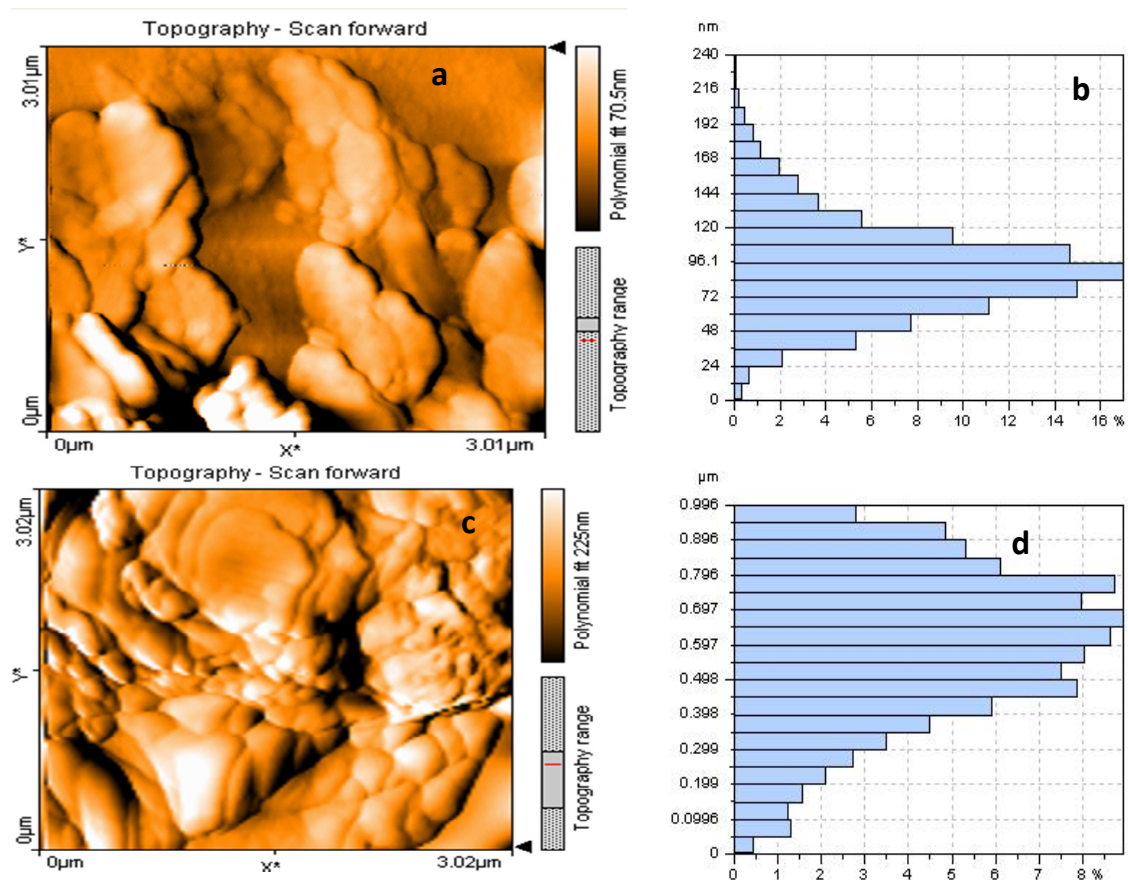 Topography - Scan forward
a
3.01µm
Y*
0µm
0µm
X*
3.01µm
Polynomial fit 70.5nm
Topography range
nm
b
240
216
192
168
144
120
96.1
72
48
24
0
0 2 4 6 8 10 12 14 16 %
Topography - Scan forward
c
3.02µm
Y*
0µm
0µm
X*
3.02µm
Polynomial fit 225nm
Topography range
µm
d
0.996
0.896
0.796
0.697
0.597
0.498
0.398
0.299
0.199
0.0996
0
0 1 2 3 4 5 6 7 8 %